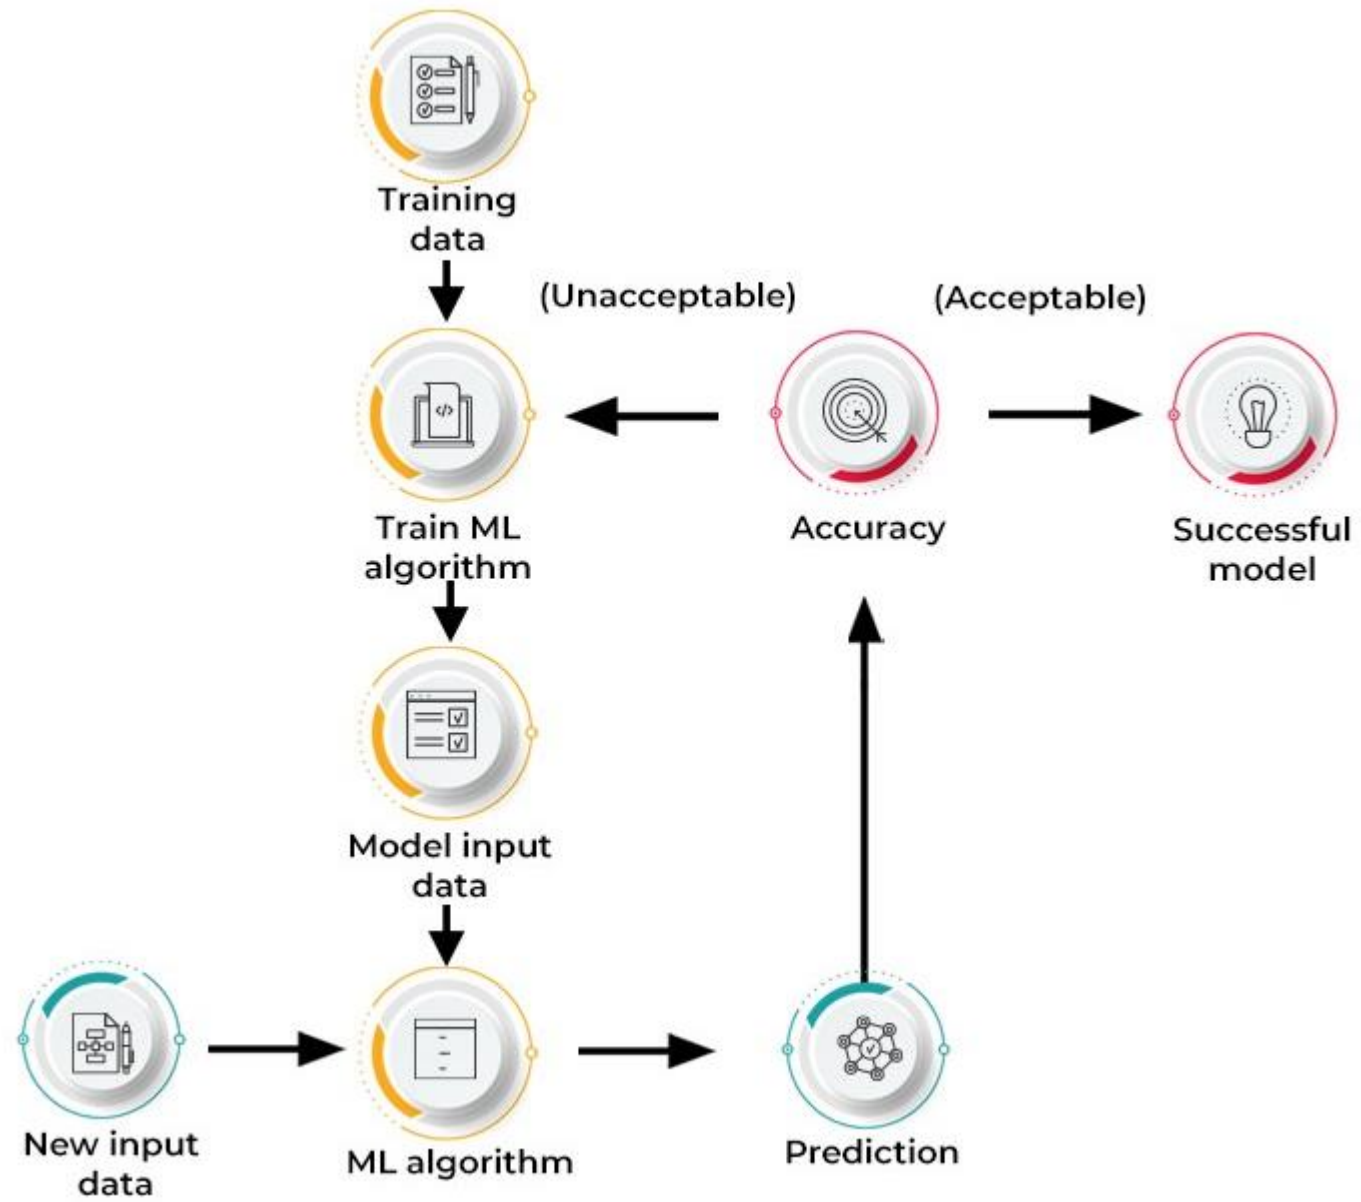 Training
data
(Unacceptable)
(Acceptable)
Train ML
algorithm
Accuracy
Successful
model
Model input
data
New input
data
ML algorithm
Prediction